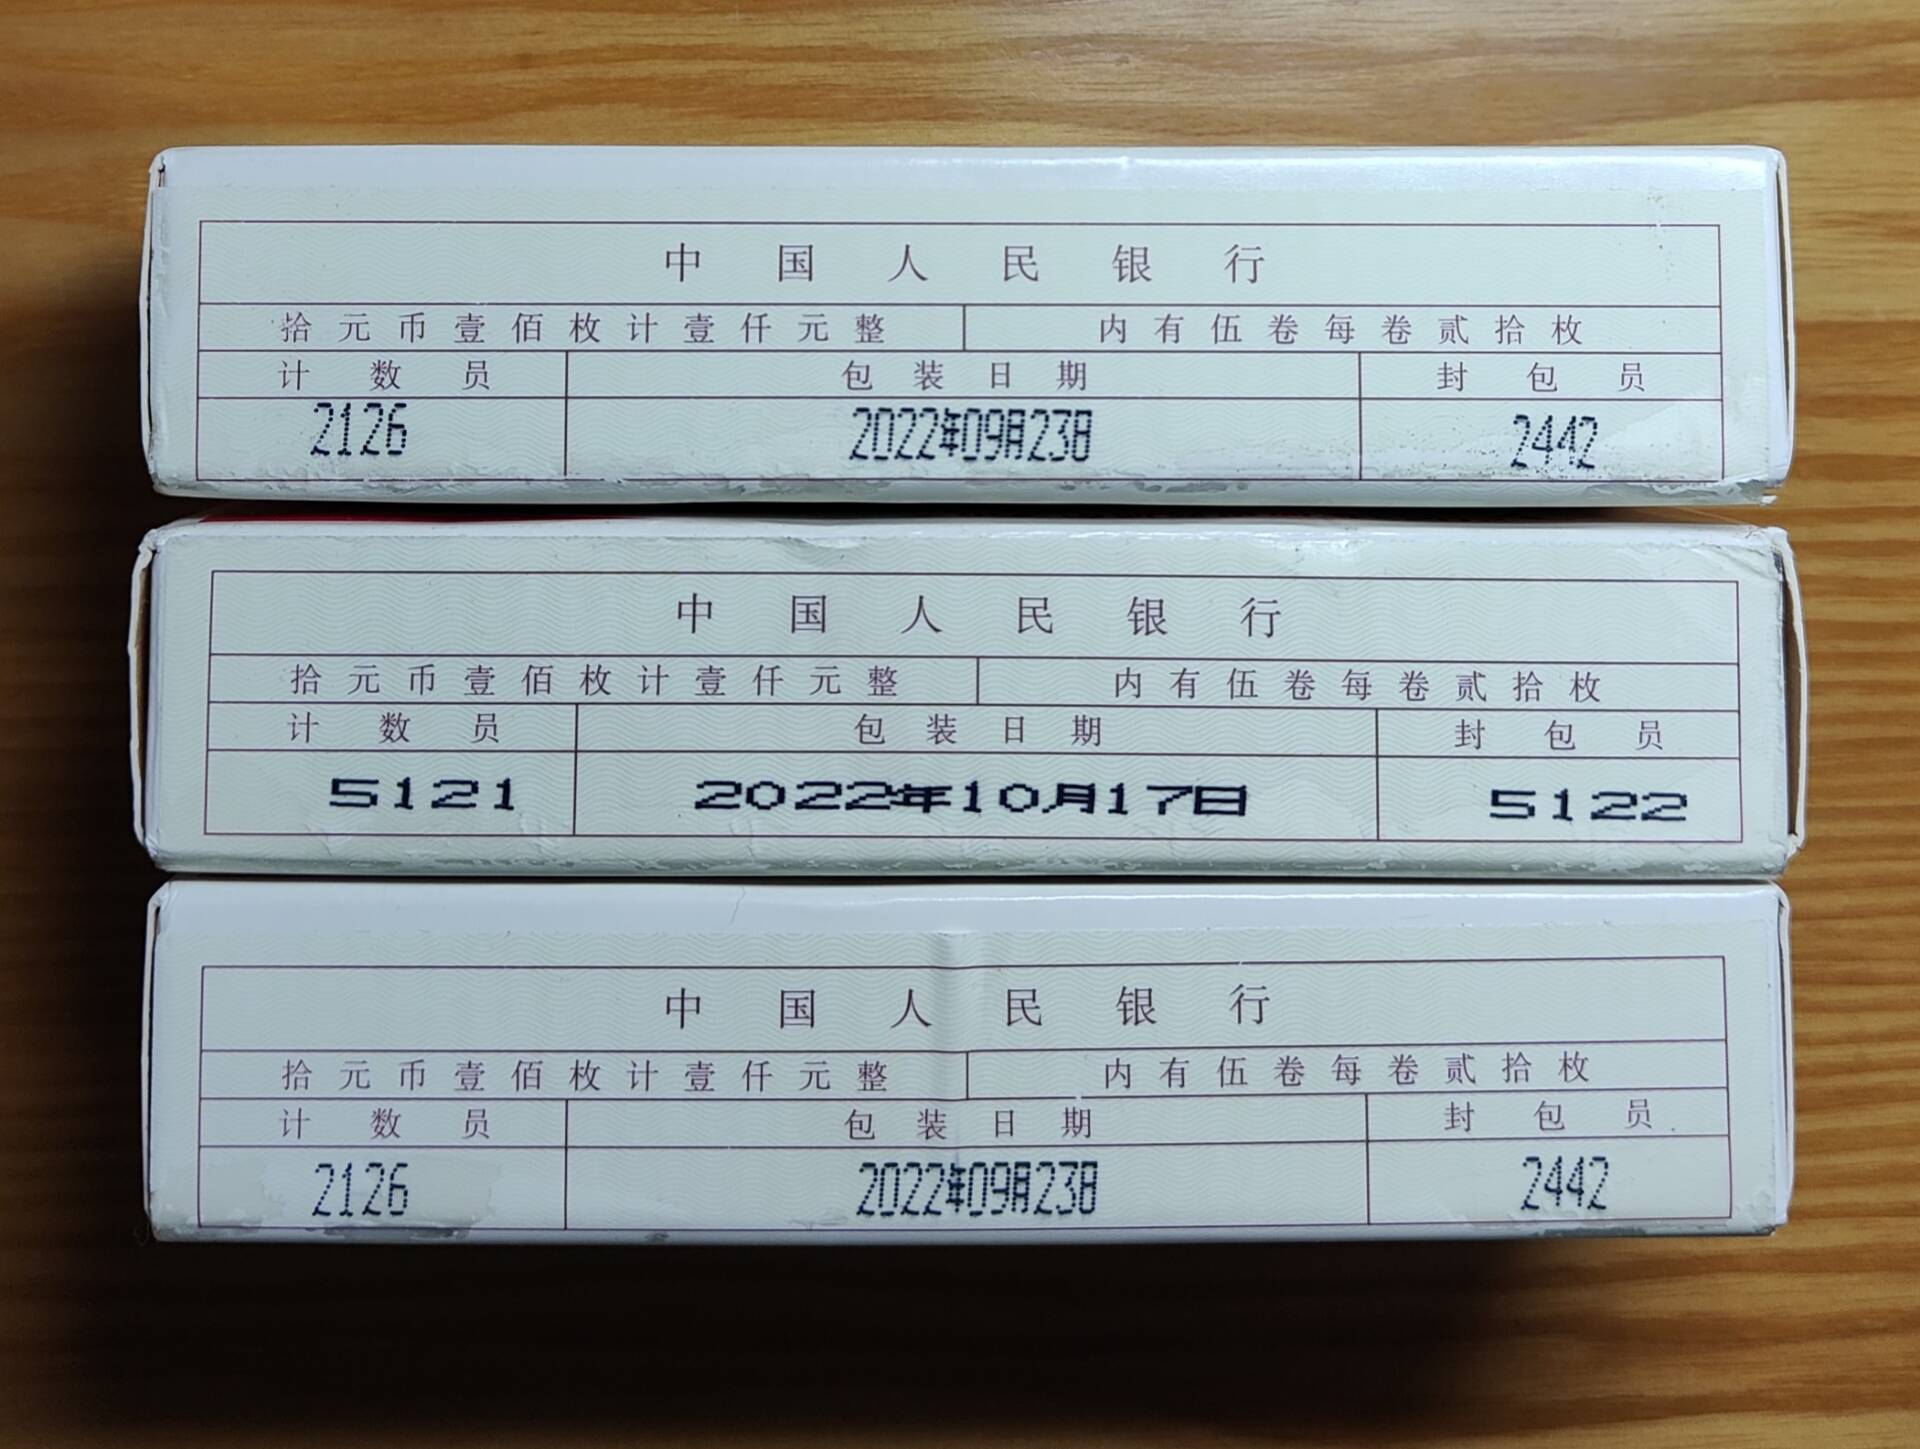 中国人民银行
拾元币壹佰枚计壹仟元整 内有伍卷每卷贰拾枚
计数员 包装日期 封包员
2126 2022年09月23日 2442
中国人民银行
拾元币壹佰枚计壹仟元整 内有伍卷每卷贰拾枚
计数员 包装日期 封包员
5121 2022年10月17日 5122
中国人民银行
拾元币壹佰枚计壹仟元整 内有伍卷每卷贰拾枚
计数员 包装日期 封包员
2126 2022年09月23日 2442